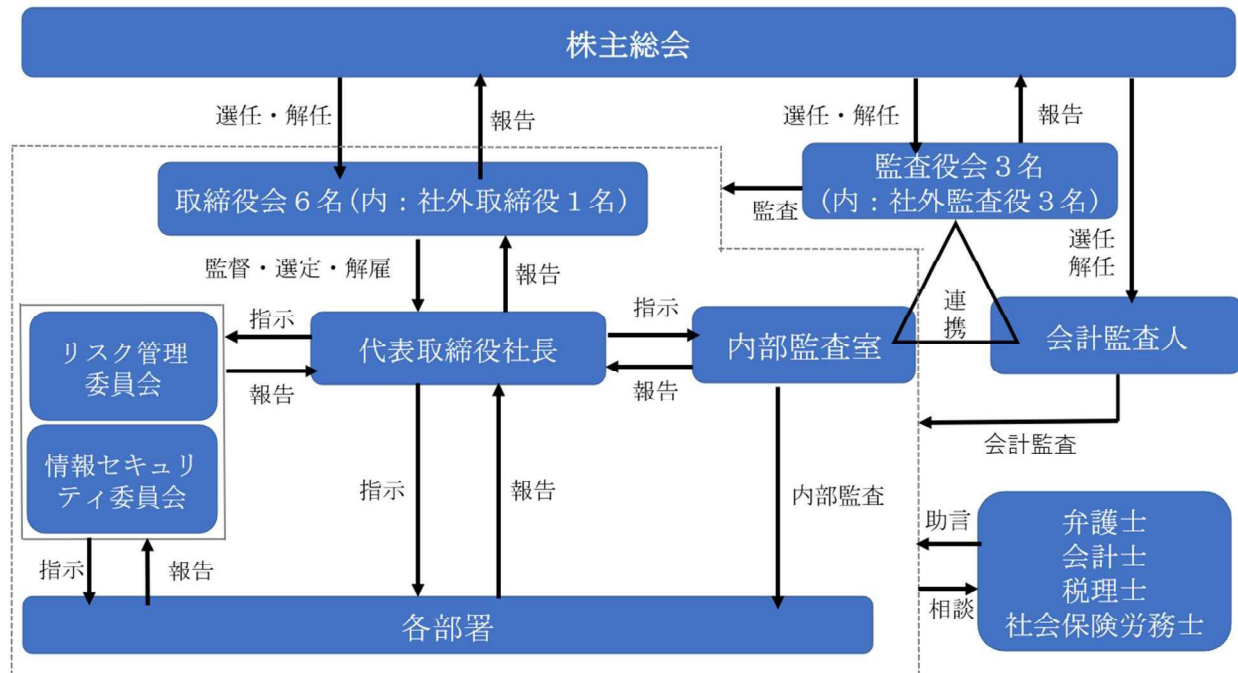 株主総会
選任・解任
報告
選任・解任
報告
取締役会６名(内：社外取締役１名)
監査役会３名
(内：社外監査役３名)
監査
選任
解任
監督・選定・解雇
報告
連
携
指示
指示
リスク管理
委員会
代表取締役社長
内部監査室
会計監査人
報告
報告
会計監査
情報セキュリ
ティ委員会
指示
報告
内部監査
助言
弁護士
会計士
税理士
社会保険労務士
指示
報告
相談
各部署